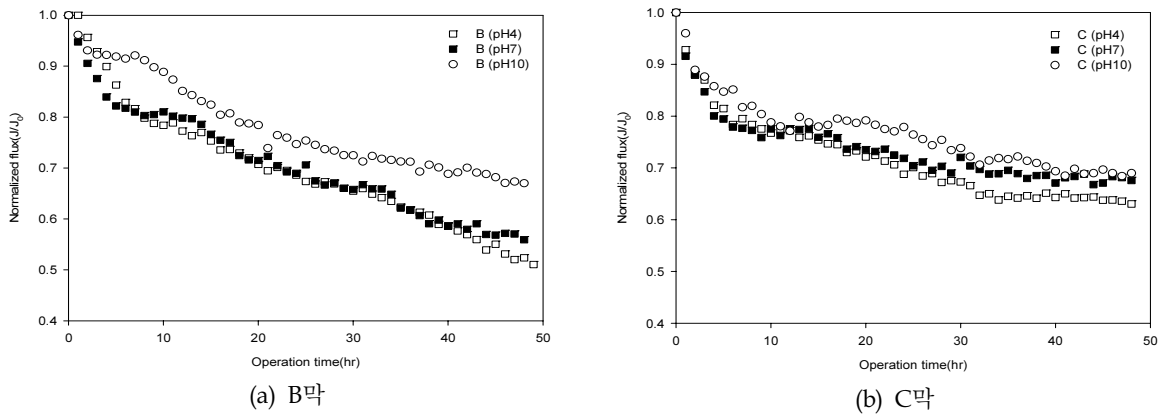 1.0
0.9
0.8
0.7
0.6
0.5
0.4
Normalized flux(J/J0)
B (pH4)
B (pH7)
B (pH10)
0
10
20
30
40
50
Operation time(hr)
(a) B막
1.0
0.9
0.8
0.7
0.6
0.5
0.4
Normalized flux(J/J0)
C (pH4)
C (pH7)
C (pH10)
0
10
20
30
40
50
Operation time(hr)
(b) C막